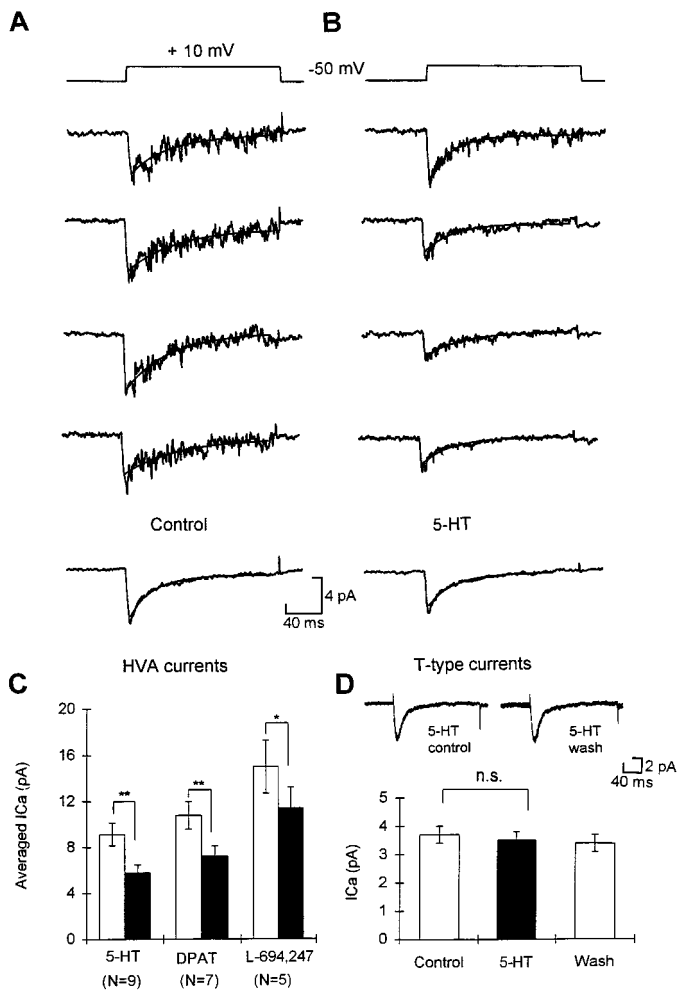 A
B
+ 10 mV
-50 mV
Control
5-HT
4 pA
40 ms
HVA currents
T-type currents
C
D
20
16
12
8
4
0
Averaged ICa (pA)
**
**
*
5-HT
DPAT
L-694,247
(N=9)
(N=7)
(N=5)
5-HT
control
5-HT
wash
2 pA
40 ms
n.s.
5
4
3
2
1
0
ICa (pA)
Control
5-HT
Wash